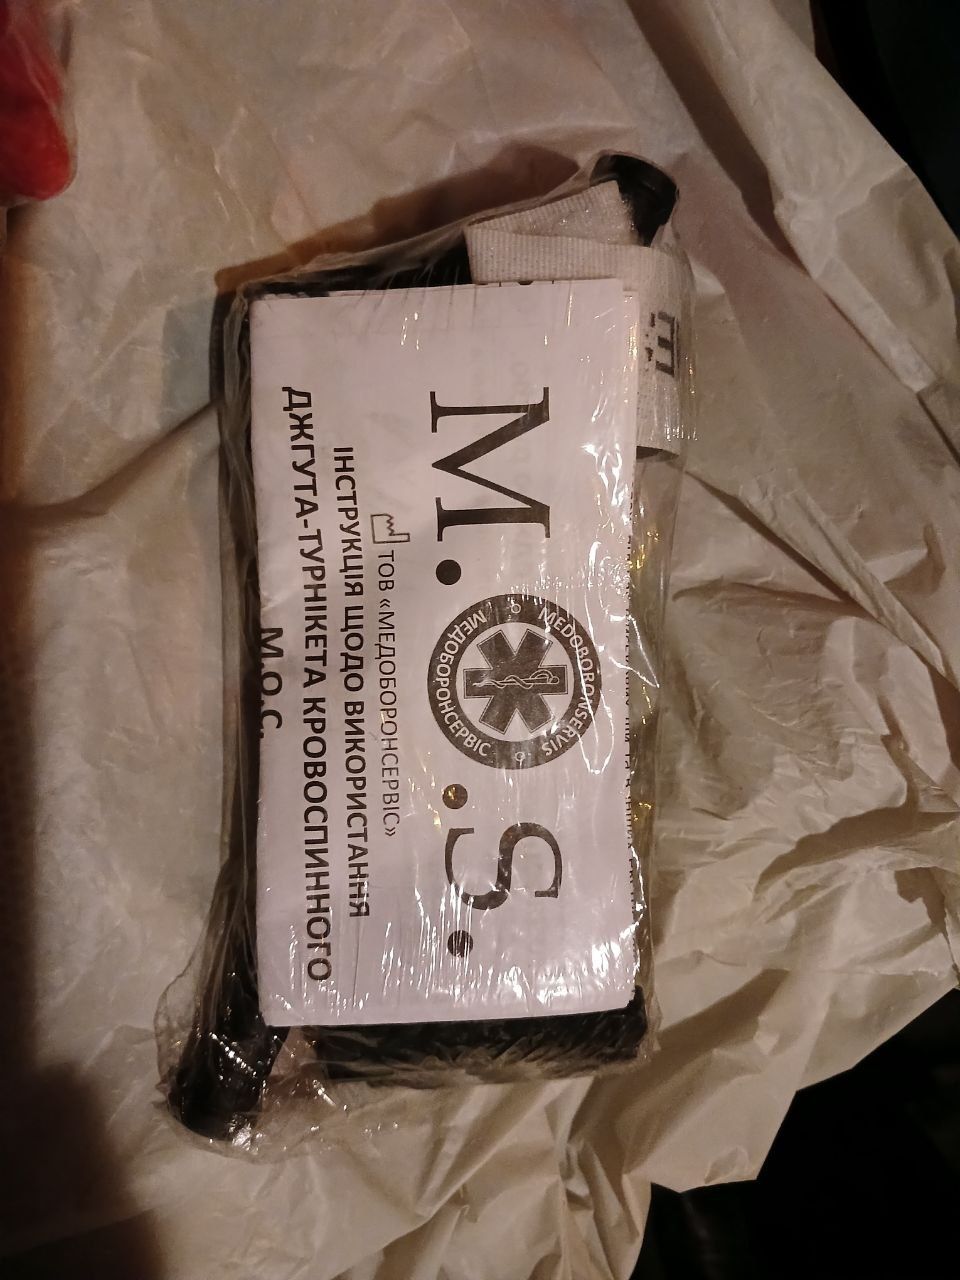 M. S.
MEDOBORONSERVIS
МЕДОБОРОНСЕРВІС
ТОВ «МЕДОБОРОНСЕРВІС»
ІНСТРУКЦІЯ ЩОДО ВИКОРИСТАННЯ
ДЖГУТА-ТУРНІКЕТА КРОВОСПИННОГО
М.О.С.